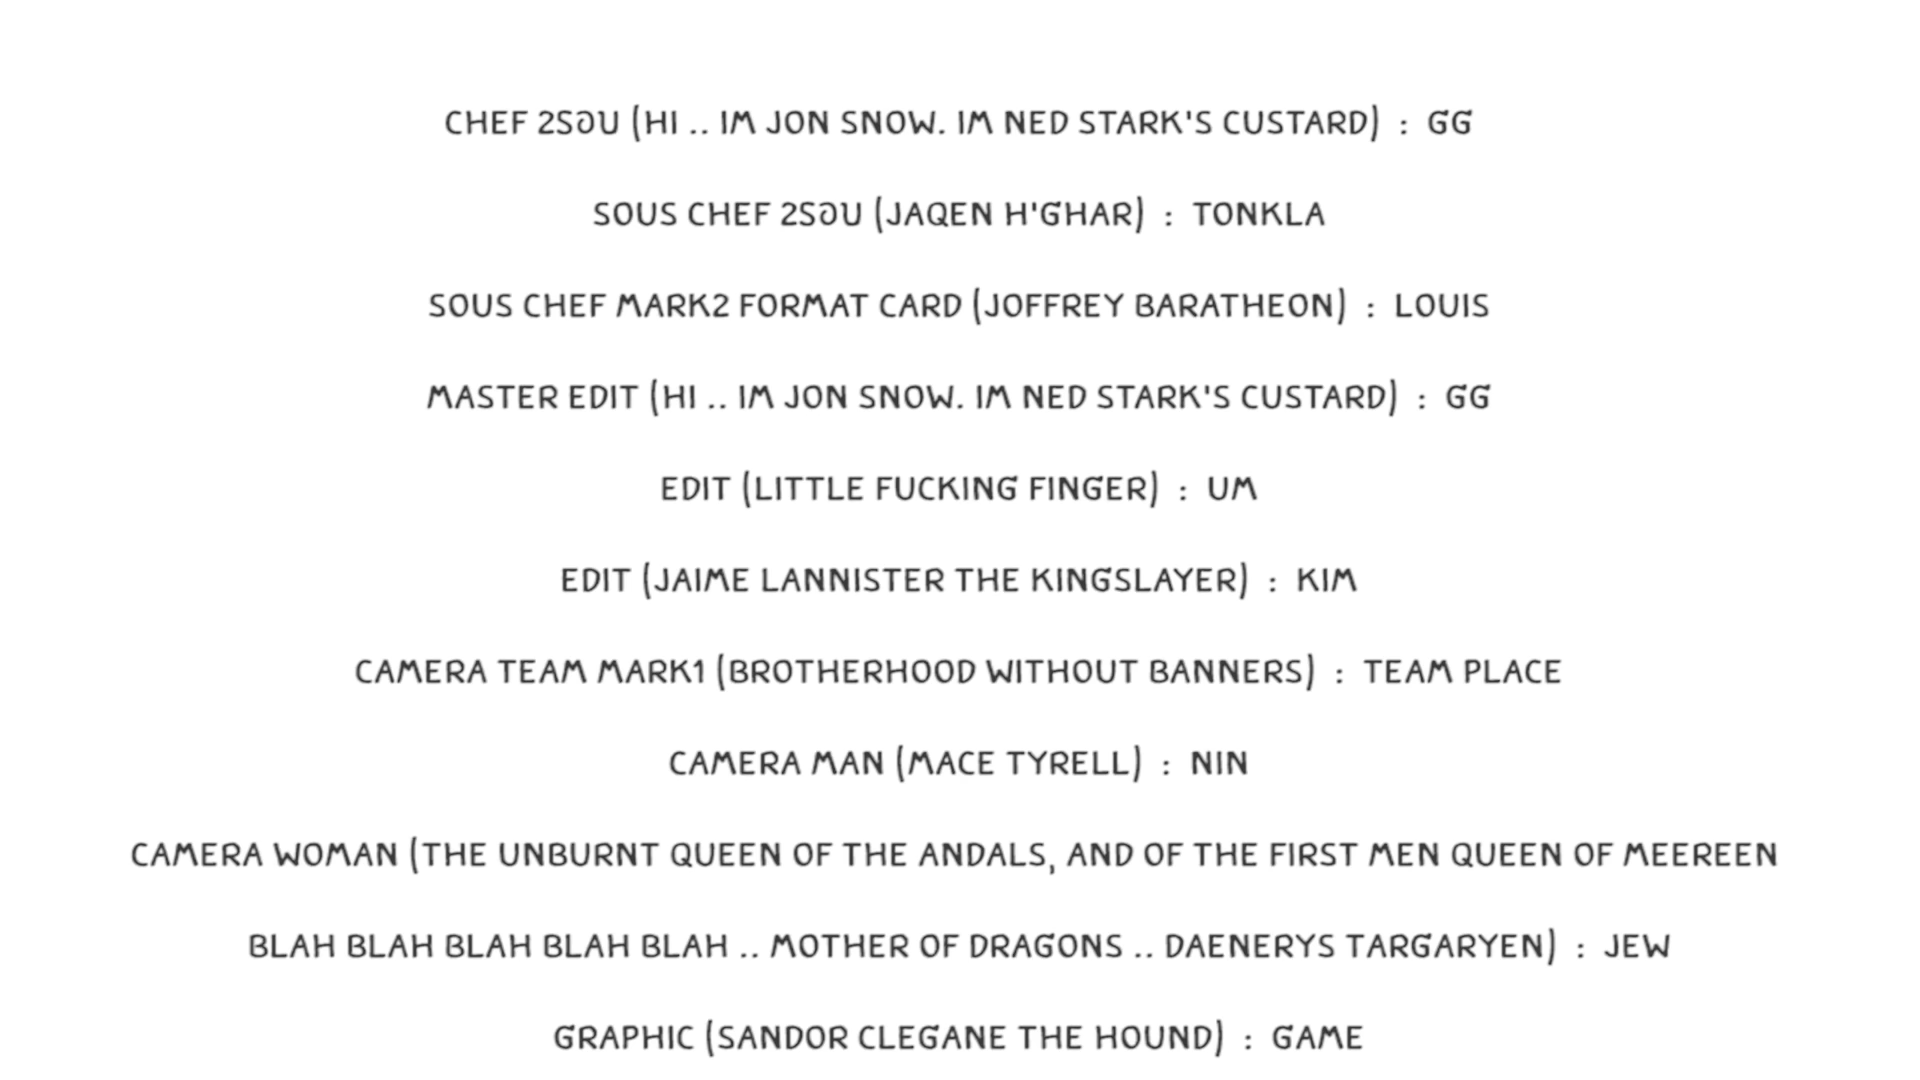 CHEF 2SƏU (HI .. IM JON SNOW. IM NED STARK'S CUSTARD) : GG
SOUS CHEF 2SƏU (JAQEN H'GHAR) : TONKLA
SOUS CHEF MARK2 FORMAT CARD (JOFFREY BARATHEON) : LOUIS
MASTER EDIT (HI .. IM JON SNOW. IM NED STARK'S CUSTARD) : GG
EDIT (LITTLE FUCKING FINGER) : UM
EDIT (JAIME LANNISTER THE KINGSLAYER) : KIM
CAMERA TEAM MARK1 (BROTHERHOOD WITHOUT BANNERS) : TEAM PLACE
CAMERA MAN (MACE TYRELL) : NIN
CAMERA WOMAN (THE UNBURNT QUEEN OF THE ANDALS, AND OF THE FIRST MEN QUEEN OF MEEREEN
BLAH BLAH BLAH BLAH BLAH .. MOTHER OF DRAGONS .. DAENERYS TARGARYEN) : JEW
GRAPHIC (SANDOR CLEGANE THE HOUND) : GAME